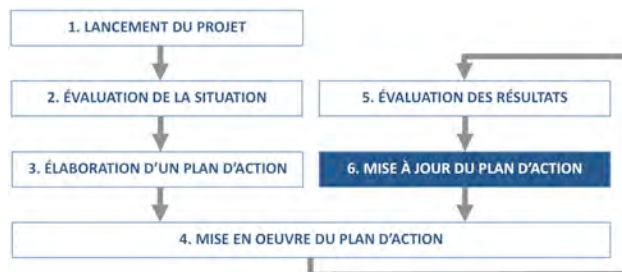 1. LANCEMENT DU PROJET
2. ÉVALUATION DE LA SITUATION
5. ÉVALUATION DES RÉSULTATS
3. ÉLABORATION D'UN PLAN D'ACTION
6. MISE À JOUR DU PLAN D'ACTION
4. MISE EN OEUVRE DU PLAN D'ACTION